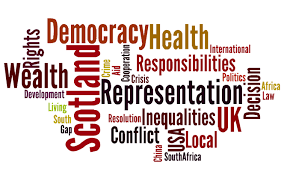 Democracy
Health
Rights
Scotland
Crime
Aid
Cooperation
International
Responsibilities
Wealth
Crisis
Politics
Decision
Africa
Law
Development
Representation
Living
South
Gap
Resolution
Inequalities
UK
Conflict
USA
Local
China
SouthAfrica